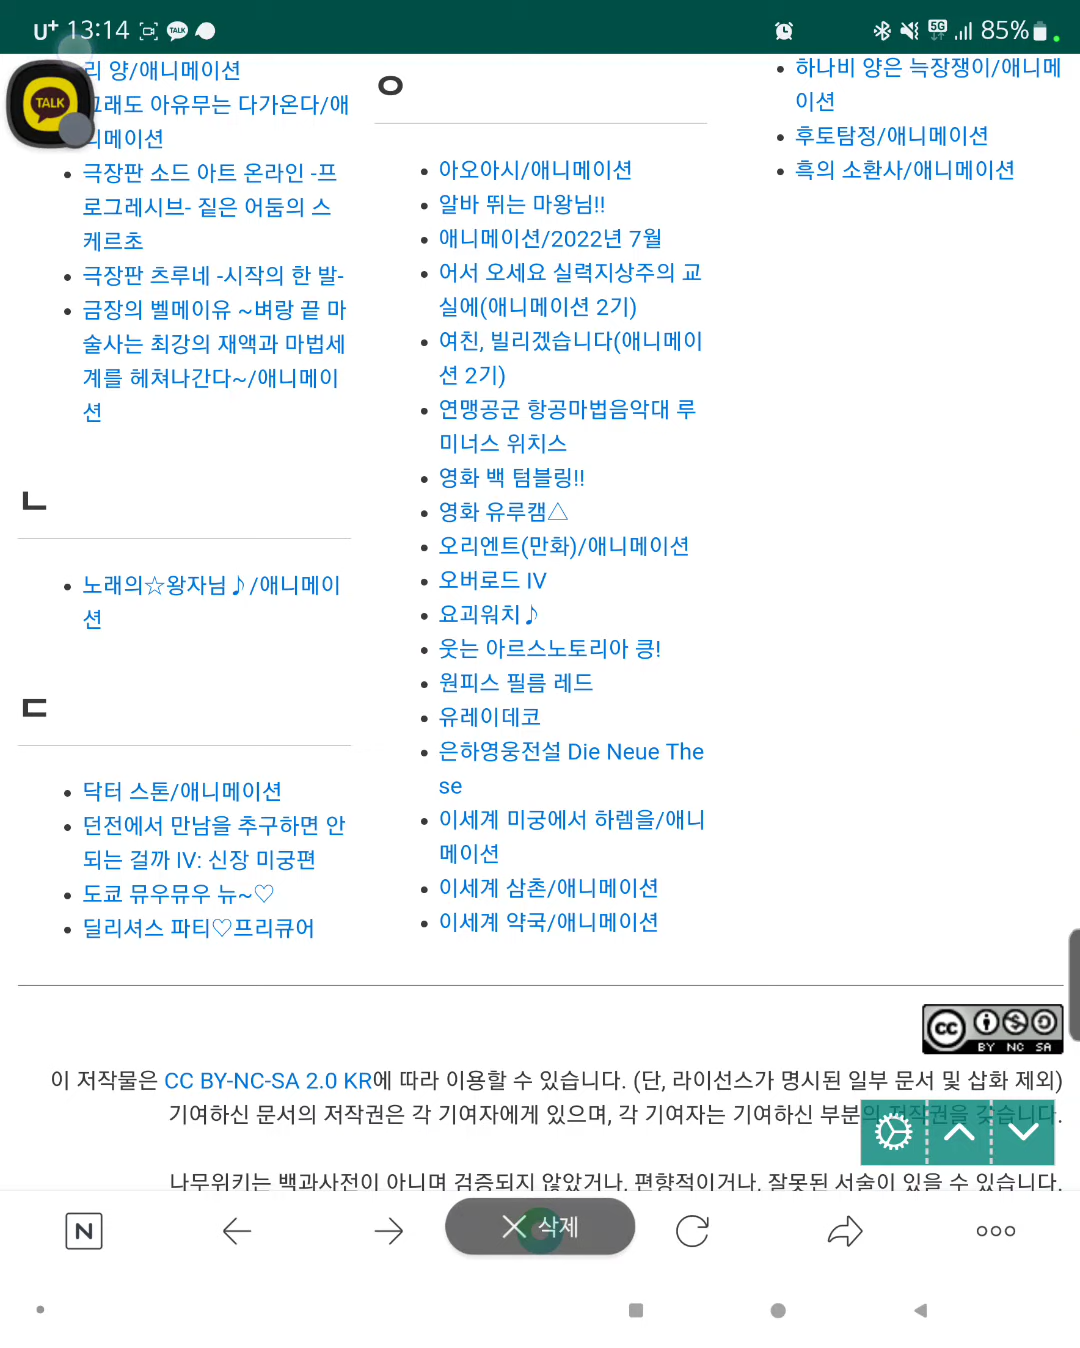 U+ 13:14 TALK 5G 85%
TALK
리 양/애니메이션
그래도 아유무는 다가온다/애
니메이션
극장판 소드 아트 온라인 -프
로그레시브- 짙은 어둠의 스
케르초
극장판 츠루네 -시작의 한 발-
금장의 벨메이유 ~벼랑 끝 마
술사는 최강의 재액과 마법세
계를 헤쳐나간다~/애니메이
션
ㄴ
노래의☆왕자님♪/애니메이
션
ㄷ
닥터 스톤/애니메이션
던전에서 만남을 추구하면 안
되는 걸까 IV: 신장 미궁편
도쿄 뮤우뮤우 뉴~♡
딜리셔스 파티♡프리큐어
ㅇ
아오아시/애니메이션
알바 뛰는 마왕님!!
애니메이션/2022년 7월
어서 오세요 실력지상주의 교
실에(애니메이션 2기)
여친, 빌리겠습니다(애니메이
션 2기)
연맹공군 항공마법음악대 루
미너스 위치스
영화 백 텀블링!!
영화 유루캠△
오리엔트(만화)/애니메이션
오버로드 IV
요괴워치♪
웃는 아르스노토리아 쿵!
원피스 필름 레드
유레이데코
은하영웅전설 Die Neue The
se
이세계 미궁에서 하렘을/애니
메이션
이세계 삼촌/애니메이션
이세계 약국/애니메이션
하나비 양은 늑장쟁이/애니메
이션
후토탐정/애니메이션
흑의 소환사/애니메이션
cc BY NC SA
이 저작물은 CC BY-NC-SA 2.0 KR에 따라 이용할 수 있습니다. (단, 라이선스가 명시된 일부 문서 및 삽화 제외)
기여하신 문서의 저작권은 각 기여자에게 있으며, 각 기여자는 기여하신 부분의 저작권을 갖습니다.
나무위키는 백과사전이 아니며 검증되지 않았거나, 편향적이거나, 잘못된 서술이 있을 수 있습니다.
N 삭제